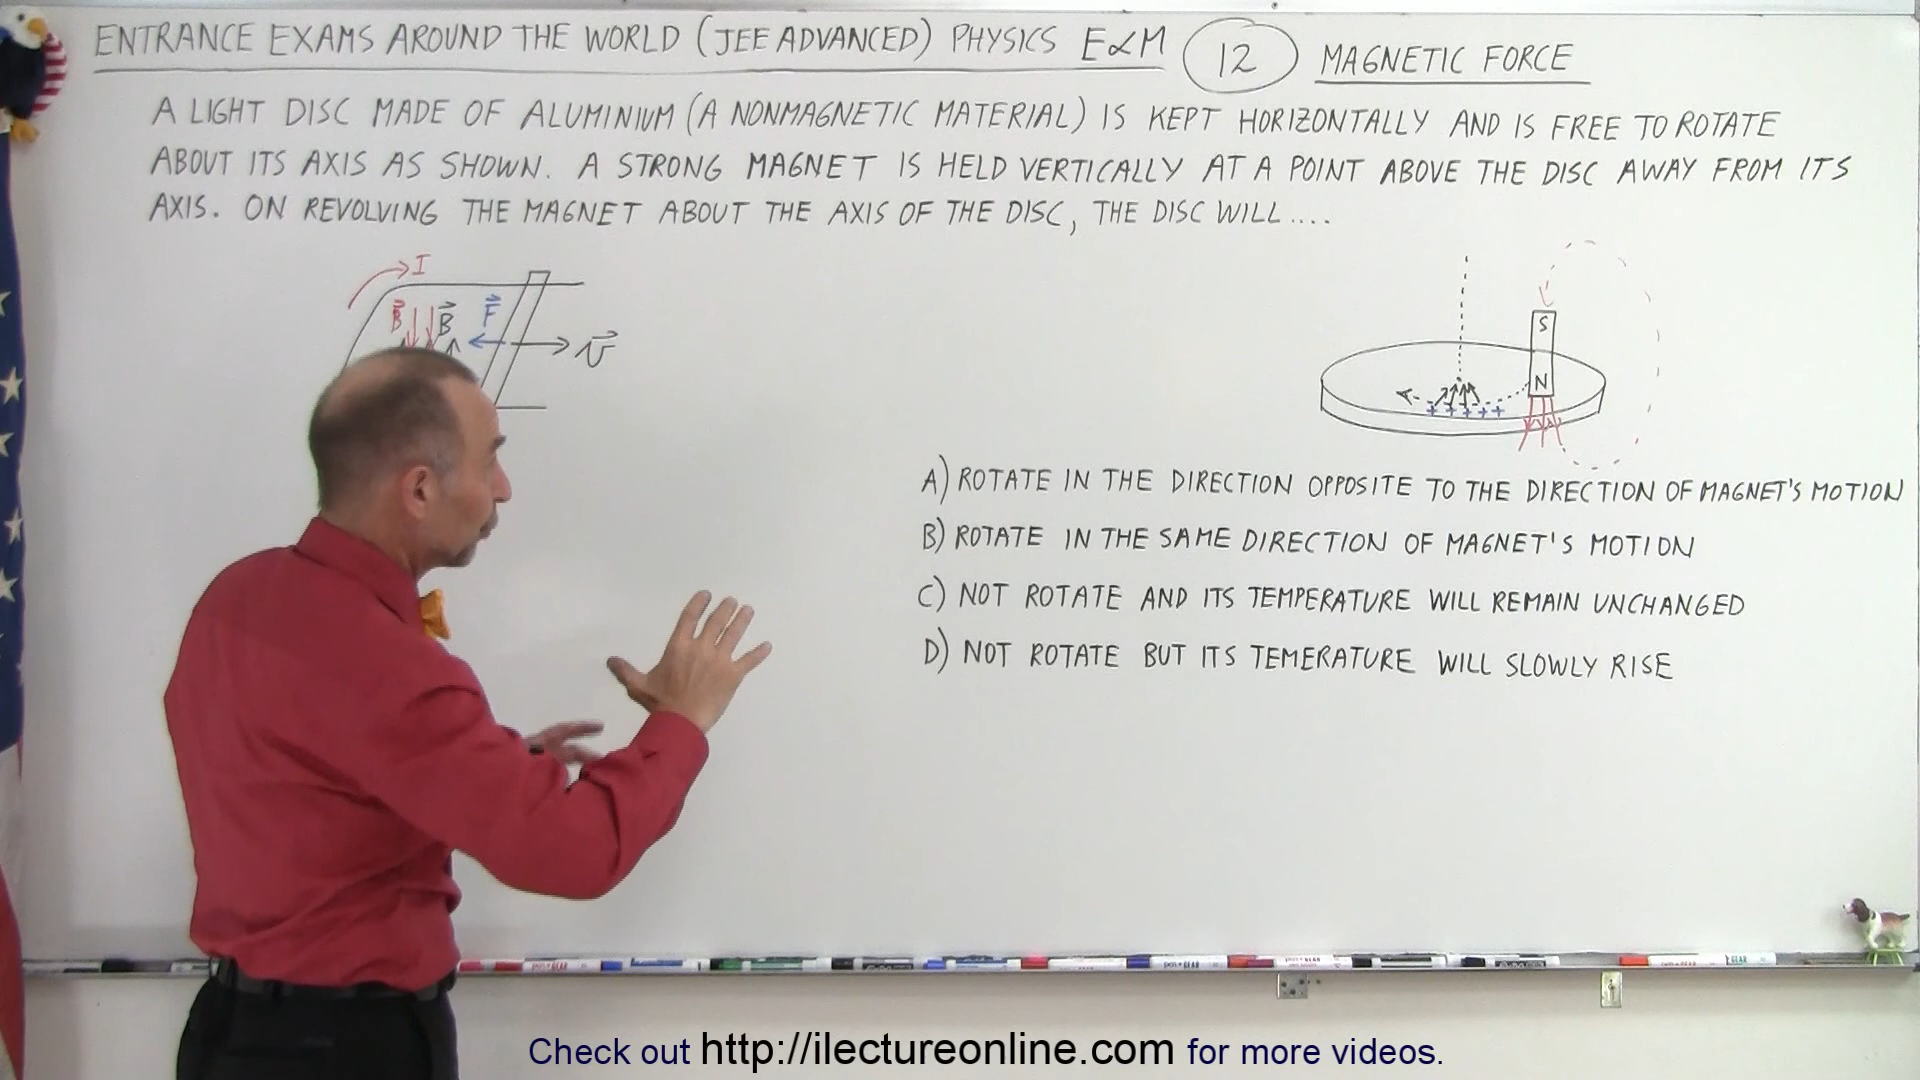 ENTRANCE EXAMS AROUND THE WORLD (JEE ADVANCED) PHYSICS E&M 12 MAGNETIC FORCE
A LIGHT DISC MADE OF ALUMINIUM (A NONMAGNETIC MATERIAL) IS KEPT HORIZONTALLY AND IS FREE TO ROTATE
ABOUT ITS AXIS AS SHOWN. A STRONG MAGNET IS HELD VERTICALLY AT A POINT ABOVE THE DISC AWAY FROM ITS
AXIS. ON REVOLVING THE MAGNET ABOUT THE AXIS OF THE DISC, THE DISC WILL....
I
B B F
V
S
N
+ + + + +
A) ROTATE IN THE DIRECTION OPPOSITE TO THE DIRECTION OF MAGNET'S MOTION
B) ROTATE IN THE SAME DIRECTION OF MAGNET'S MOTION
C) NOT ROTATE AND ITS TEMPERATURE WILL REMAIN UNCHANGED
D) NOT ROTATE BUT ITS TEMERATURE WILL SLOWLY RISE
Check out http://ilectureonline.com for more videos.